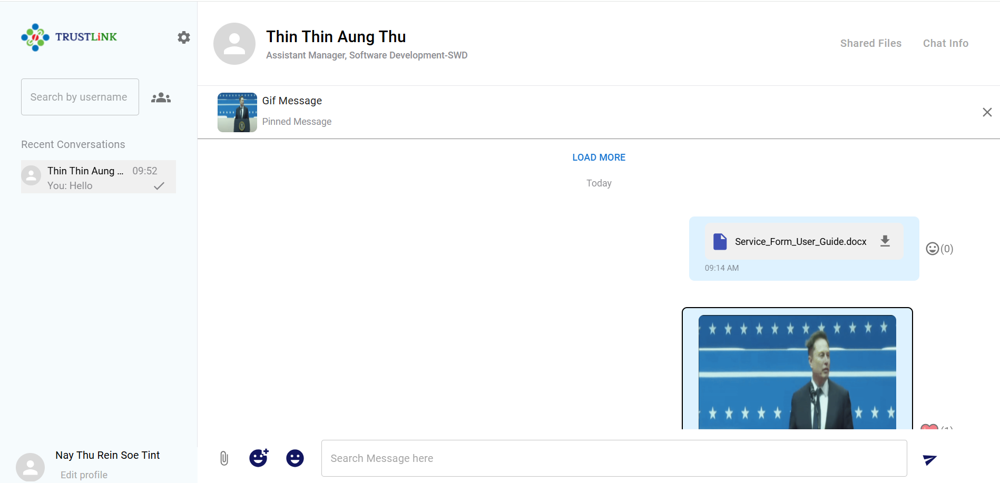 TRUSTLiNK
Search by username
Recent Conversations
Thin Thin Aung ... 09:52
You: Hello
Nay Thu Rein Soe Tint
Edit profile
Thin Thin Aung Thu
Assistant Manager, Software Development-SWD
Shared Files Chat Info
Gif Message
Pinned Message
LOAD MORE
Today
Service_Form_User_Guide.docx
(0)
09:14 AM
(1)
Search Message here